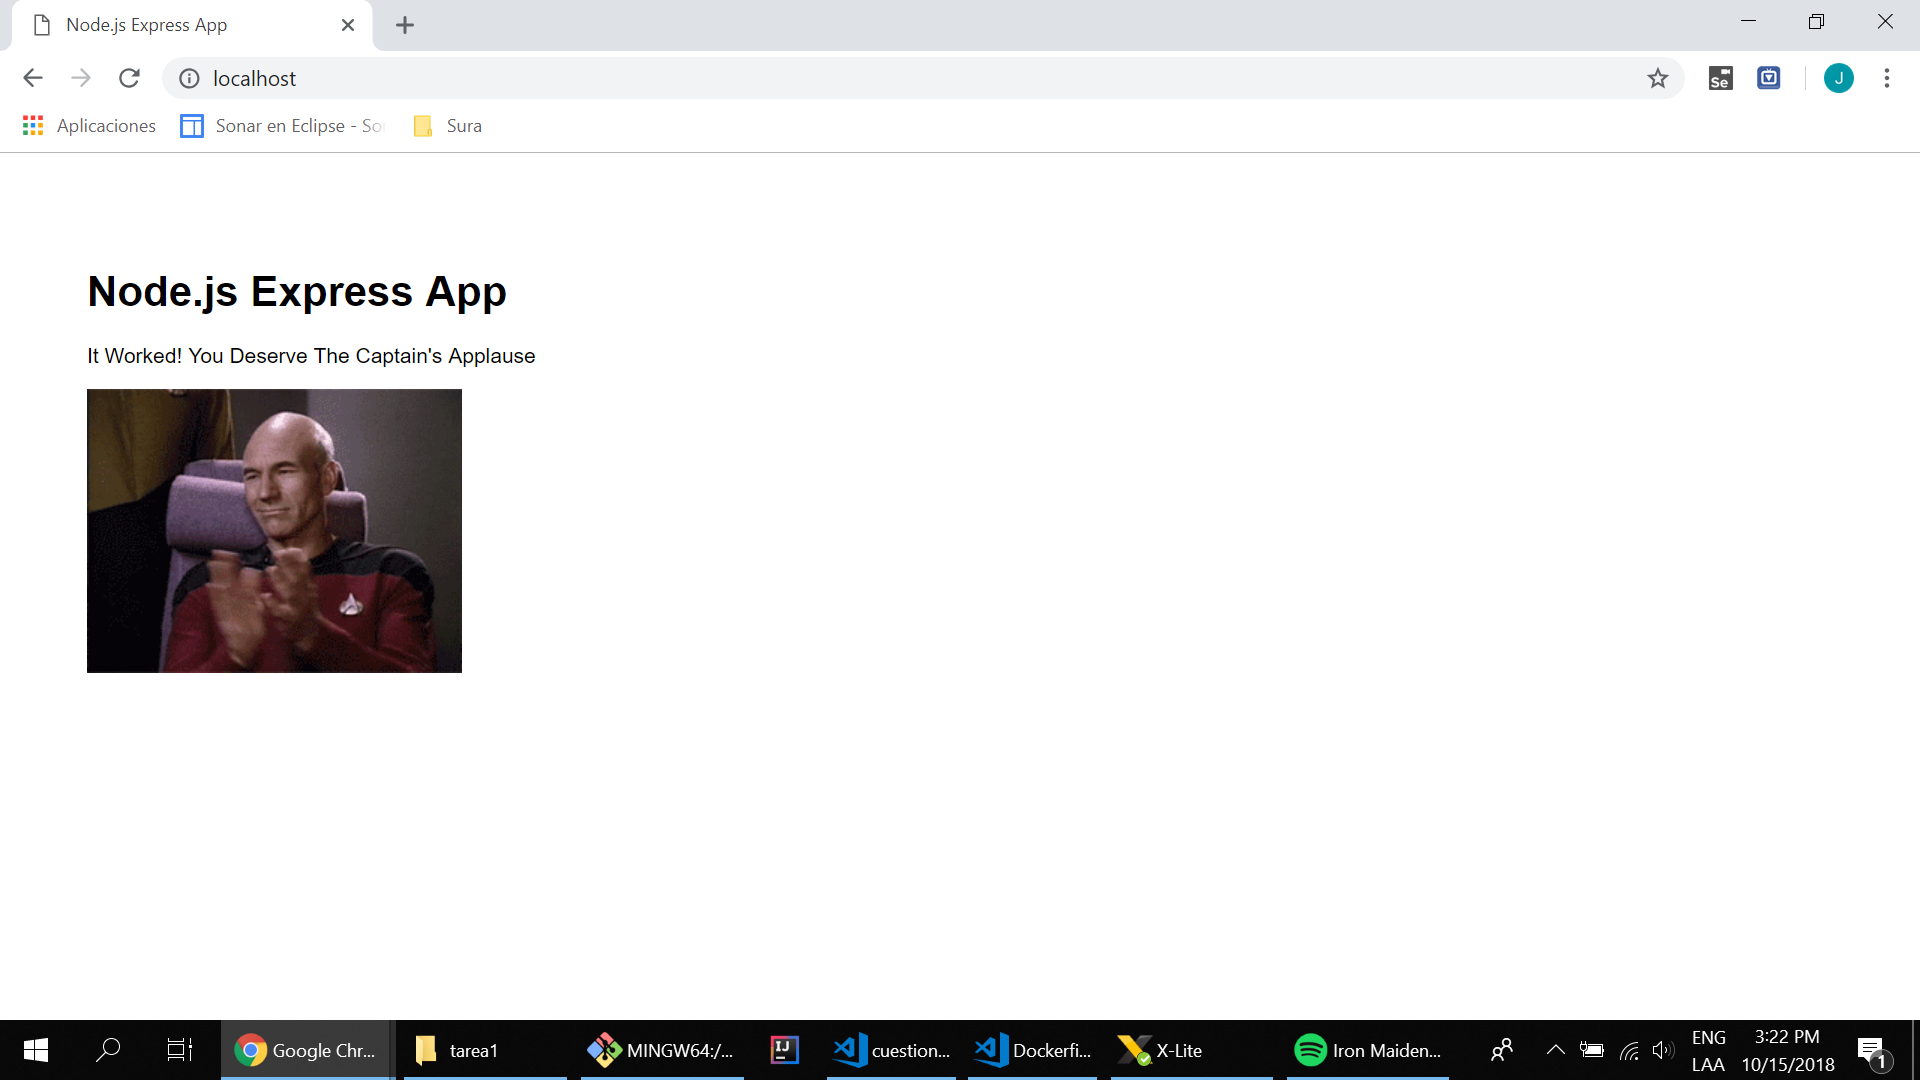 Node.js Express App
localhost
Se
J
Aplicaciones
Sonar en Eclipse - So
Sura
Node.js Express App
It Worked! You Deserve The Captain's Applause
Google Chr...
tarea1
MINGW64:/...
IJ
cuestion...
Dockerfi...
X-Lite
Iron Maiden...
ENG
LAA
3:22 PM
10/15/2018
1